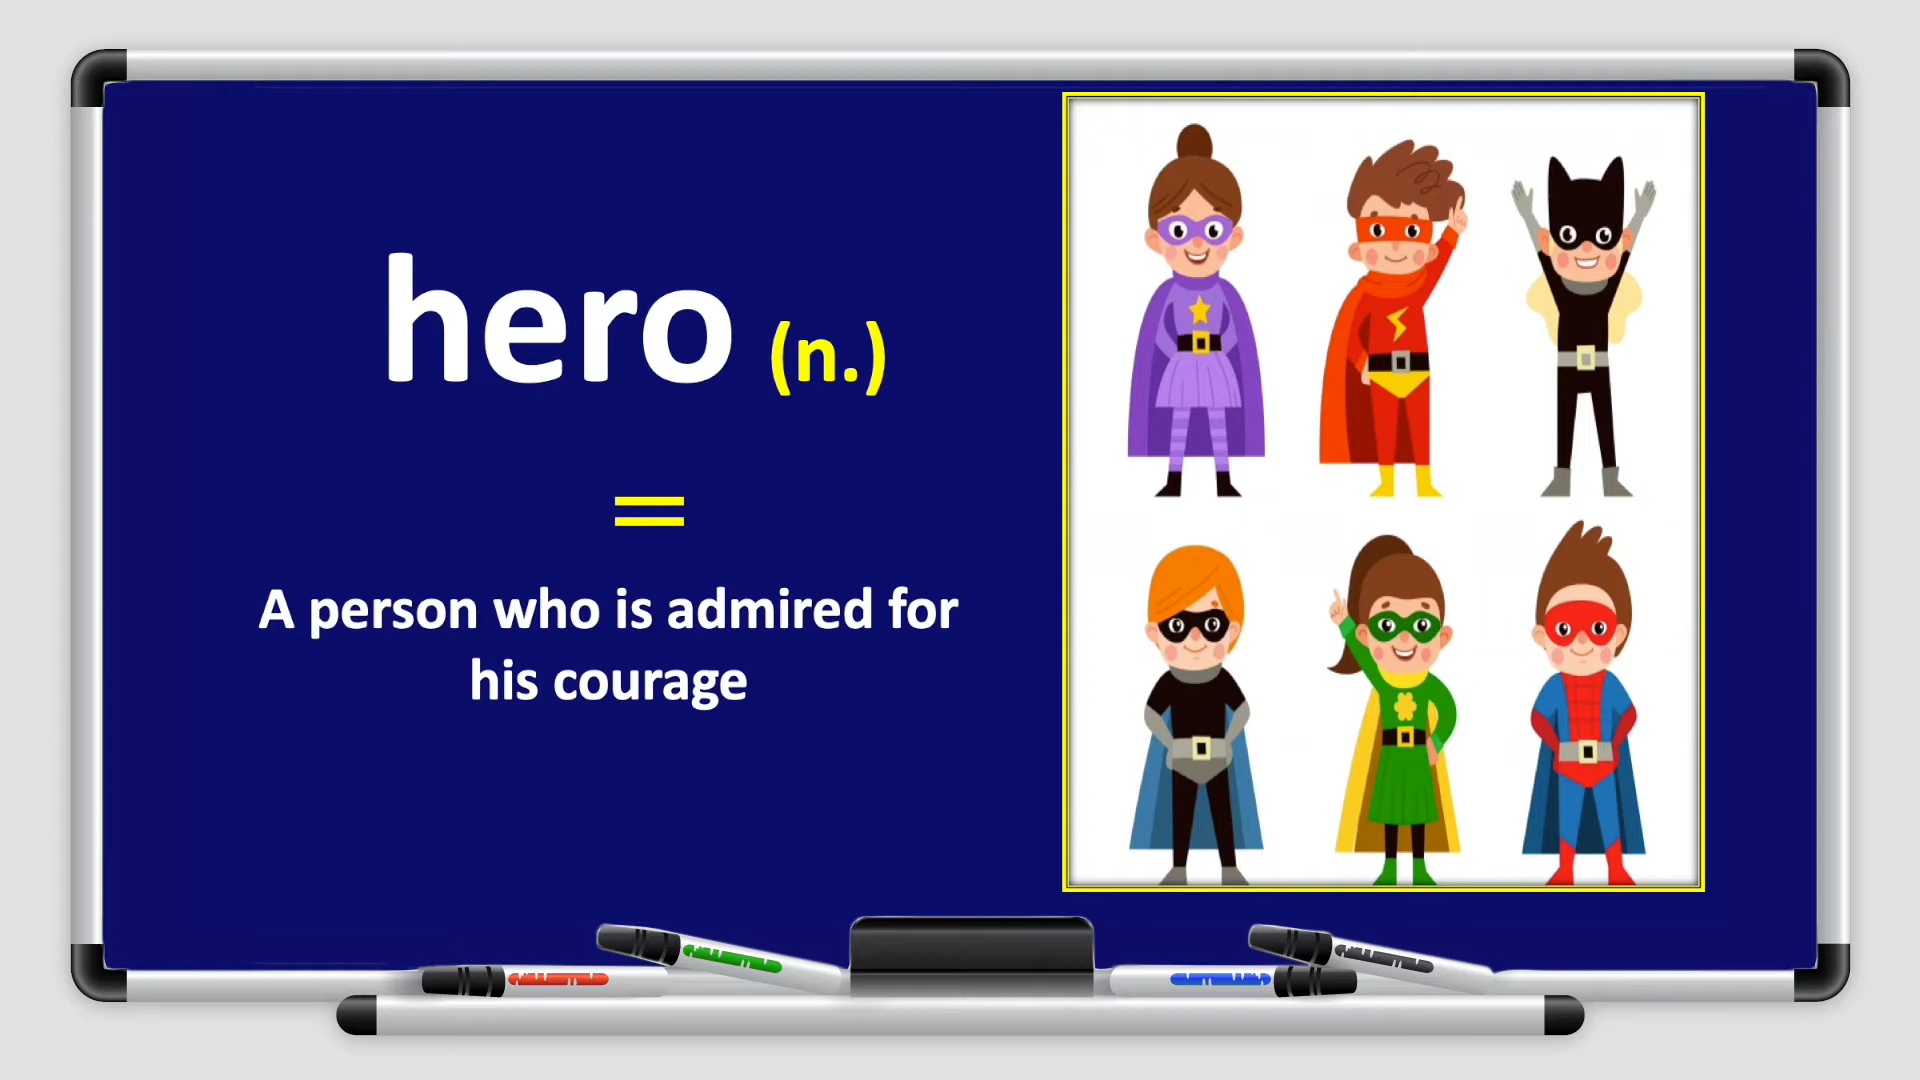 hero (n.)
=
A person who is admired for
his courage